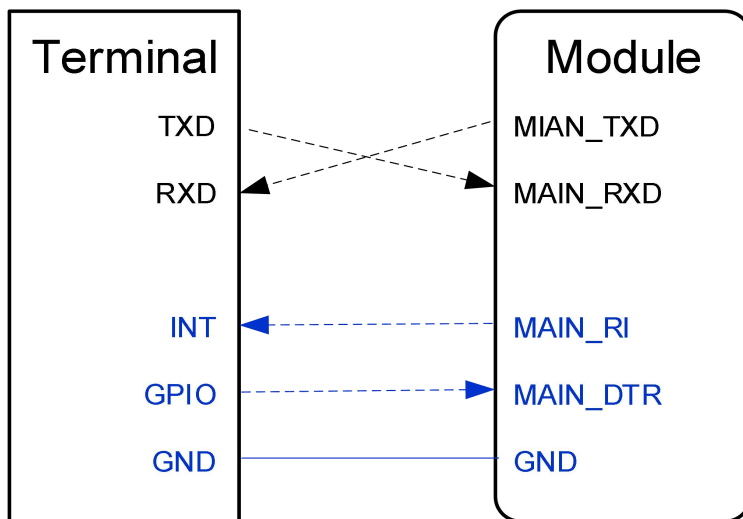 Terminal
Module
TXD
MIAN_TXD
RXD
MAIN_RXD
INT
MAIN_RI
GPIO
MAIN_DTR
GND
GND